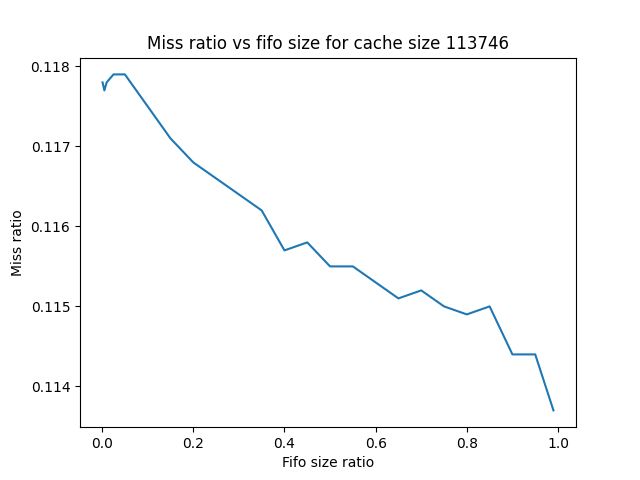 Miss ratio vs fifo size for cache size 113746
0.118
0.117
0.116
0.115
0.114
Miss ratio
0.0 0.2 0.4 0.6 0.8 1.0
Fifo size ratio